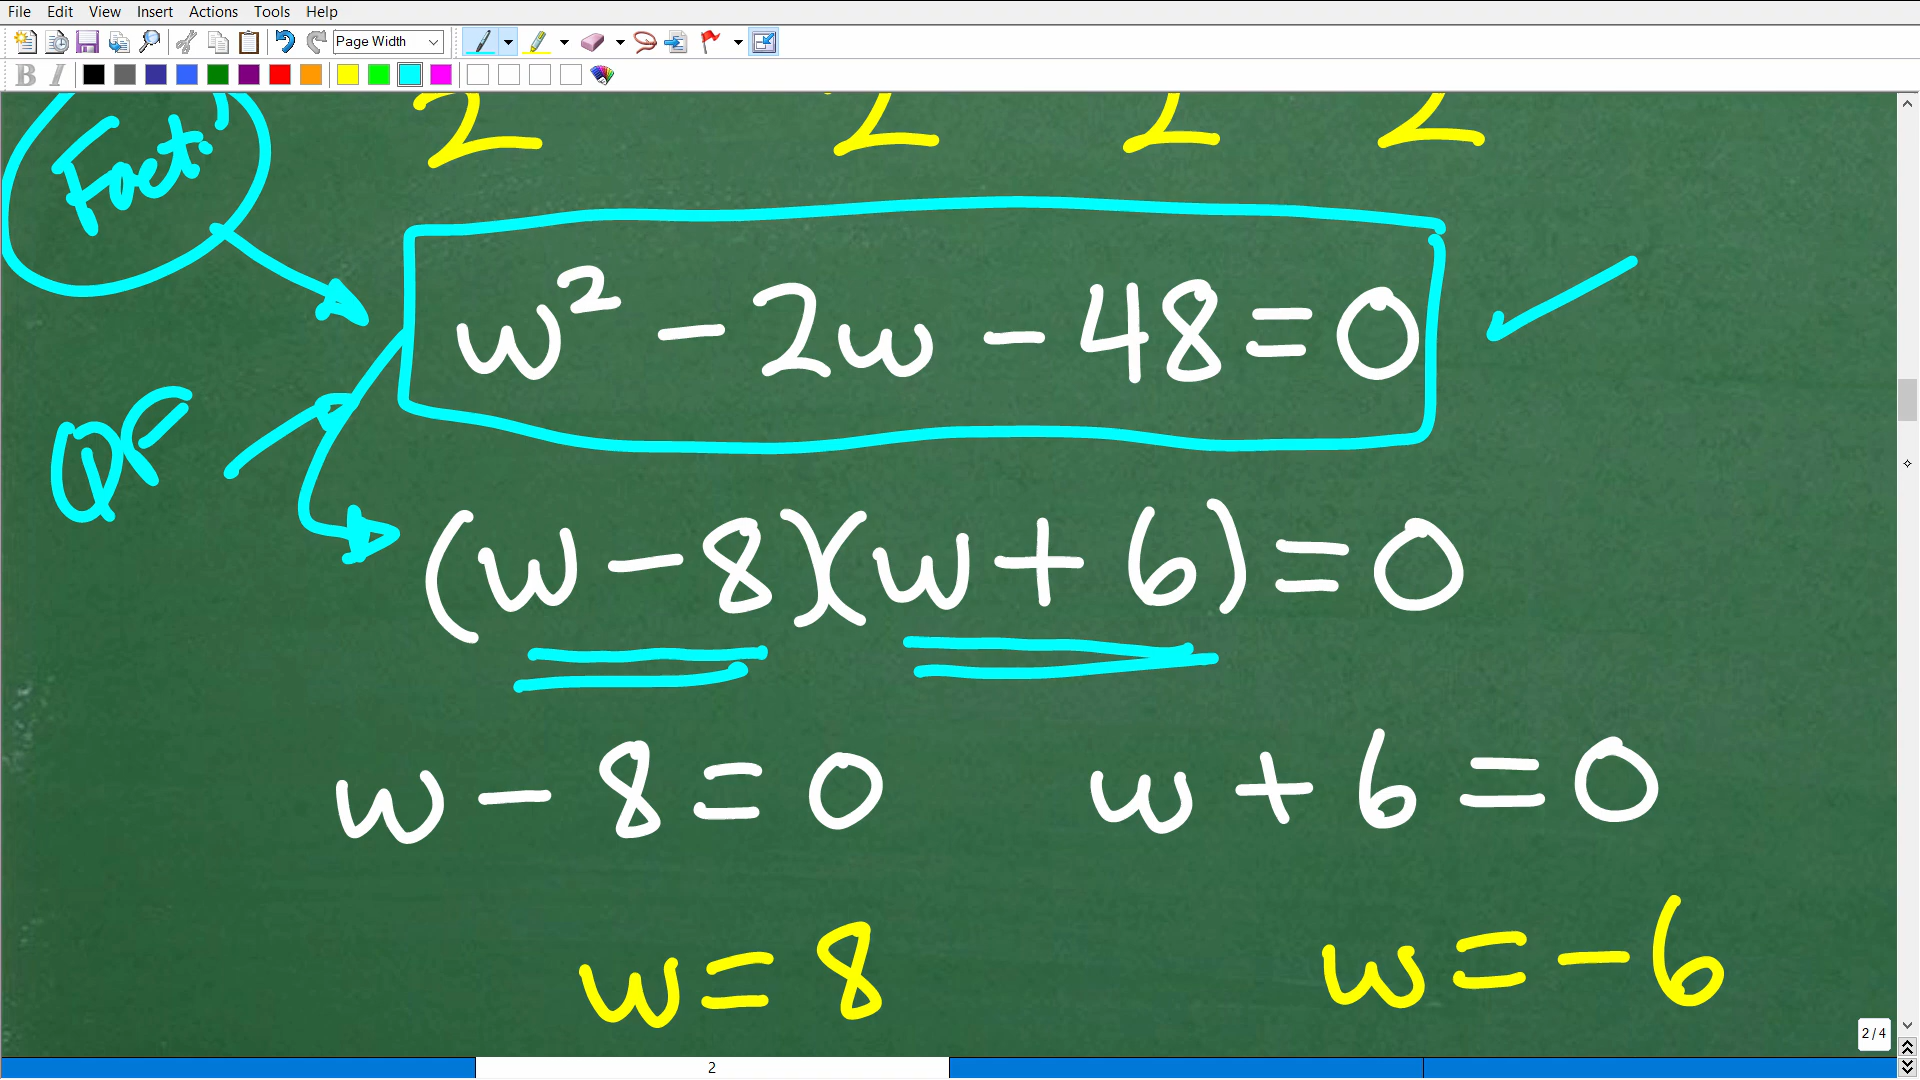 File Edit View Insert Actions Tools Help
Page Width
B I
2 2 2 2
Fact.
w² - 2w - 48 = 0
QF
(w - 8)(w + 6) = 0
w - 8 = 0 w + 6 = 0
w = 8 w = -6
2 / 4
2